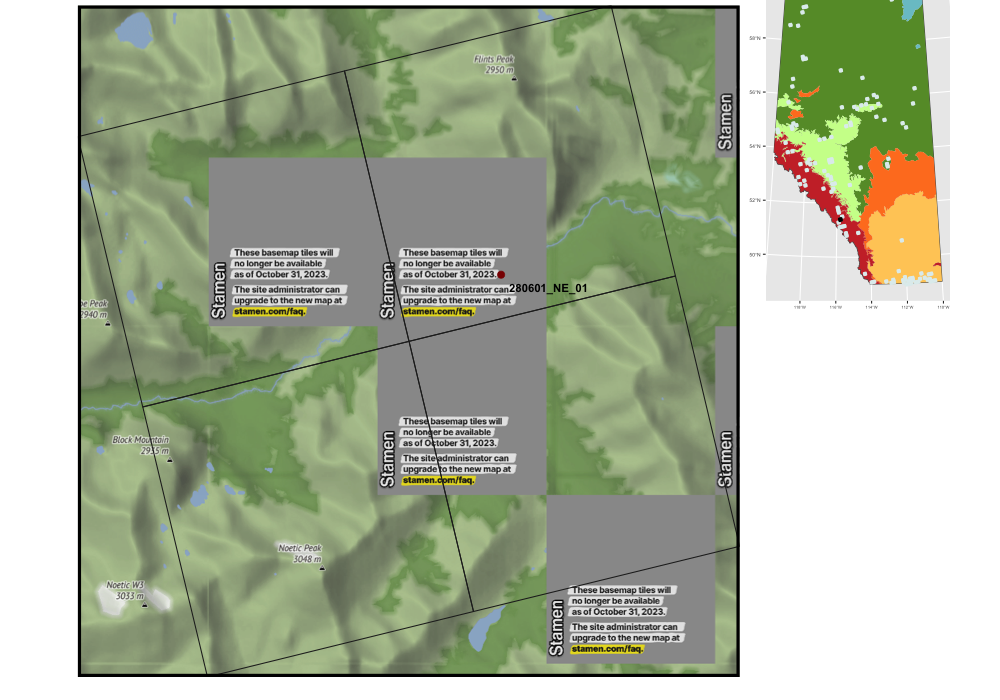 Flints Peak
2950 m
Stamen
These basemap tiles will
no longer be available
as of October 31, 2023.
The site administrator can
upgrade to the new map at
stamen.com/faq.
Stamen
These basemap tiles will
no longer be available
as of October 31, 2023.
The site administrator can
upgrade to the new map at
stamen.com/faq.
Stamen
280601_NE_01
Peak
2940 m
Block Mountain
2935 m
These basemap tiles will
no longer be available
as of October 31, 2023.
The site administrator can
upgrade to the new map at
stamen.com/faq.
Stamen
Stamen
Noetic Peak
3048 m
Noetic W3
3033 m
These basemap tiles will
no longer be available
as of October 31, 2023.
The site administrator can
upgrade to the new map at
stamen.com/faq.
Stamen
58°N
56°N
54°N
52°N
50°N
118°W
116°W
114°W
112°W
110°W